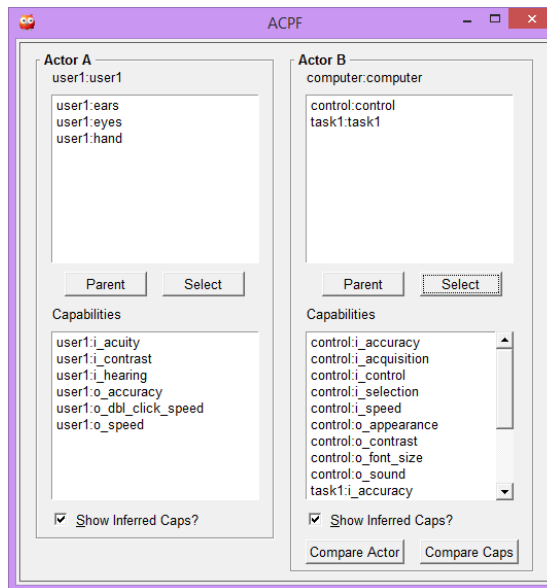 ACPF
Actor A
user1:user1
user1:ears
user1:eyes
user1:hand
Parent
Select
Capabilities
user1:i_acuity
user1:i_contrast
user1:i_hearing
user1:o_accuracy
user1:o_dbl_click_speed
user1:o_speed
Show Inferred Caps?
Actor B
computer:computer
control:control
task1:task1
Parent
Select
Capabilities
control:i_accuracy
control:i_acquisition
control:i_control
control:i_selection
control:i_speed
control:o_appearance
control:o_contrast
control:o_font_size
control:o_sound
task1:i_accuracy
Show Inferred Caps?
Compare Actor
Compare Caps